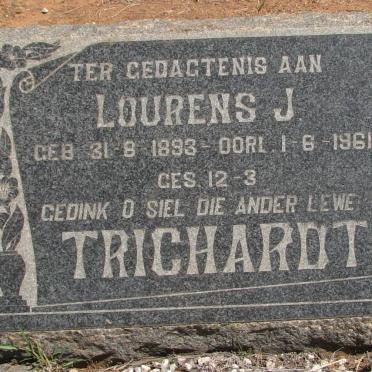 TER GEDAGTENIS AAN
LOURENS J
GEB 31-8-1893 - OORL. 1-6-1961
GES. 12-3
GEDINK O SIEL DIE ANDER LEWE
TRICHARDT